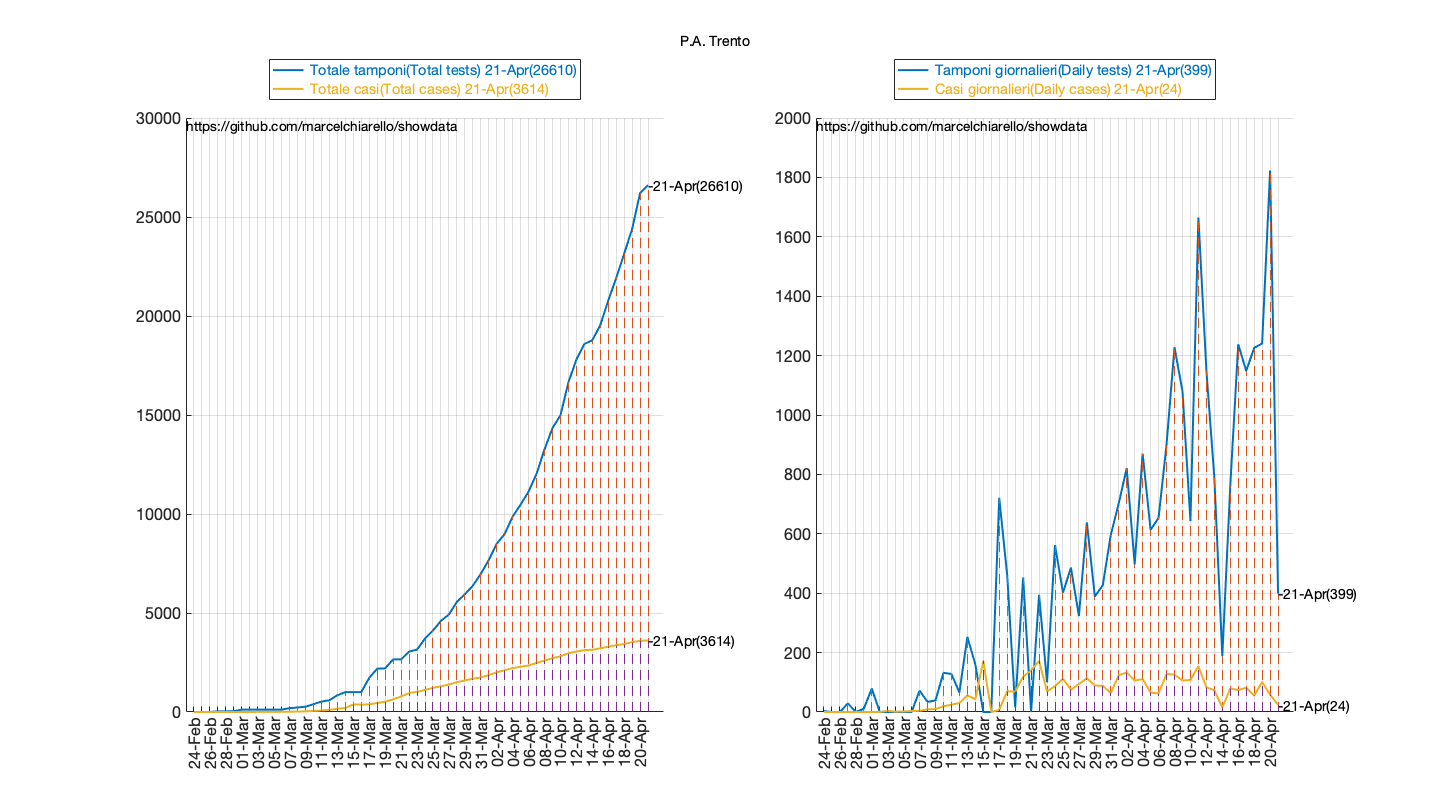 P.A. Trento
Totale tamponi(Total tests) 21-Apr(26610)
Totale casi(Total cases) 21-Apr(3614)
30000
25000
20000
15000
10000
5000
0
https://github.com/marcelchiarello/showdata
21-Apr(26610)
21-Apr(3614)
24-Feb
26-Feb
28-Feb
01-Mar
03-Mar
05-Mar
07-Mar
09-Mar
11-Mar
13-Mar
15-Mar
17-Mar
19-Mar
21-Mar
23-Mar
25-Mar
27-Mar
29-Mar
31-Mar
02-Apr
04-Apr
06-Apr
08-Apr
10-Apr
12-Apr
14-Apr
16-Apr
18-Apr
20-Apr
Tamponi giornalieri(Daily tests) 21-Apr(399)
Casi giornalieri(Daily cases) 21-Apr(24)
2000
1800
1600
1400
1200
1000
800
600
400
200
0
https://github.com/marcelchiarello/showdata
21-Apr(399)
21-Apr(24)
24-Feb
26-Feb
28-Feb
01-Mar
03-Mar
05-Mar
07-Mar
09-Mar
11-Mar
13-Mar
15-Mar
17-Mar
19-Mar
21-Mar
23-Mar
25-Mar
27-Mar
29-Mar
31-Mar
02-Apr
04-Apr
06-Apr
08-Apr
10-Apr
12-Apr
14-Apr
16-Apr
18-Apr
20-Apr